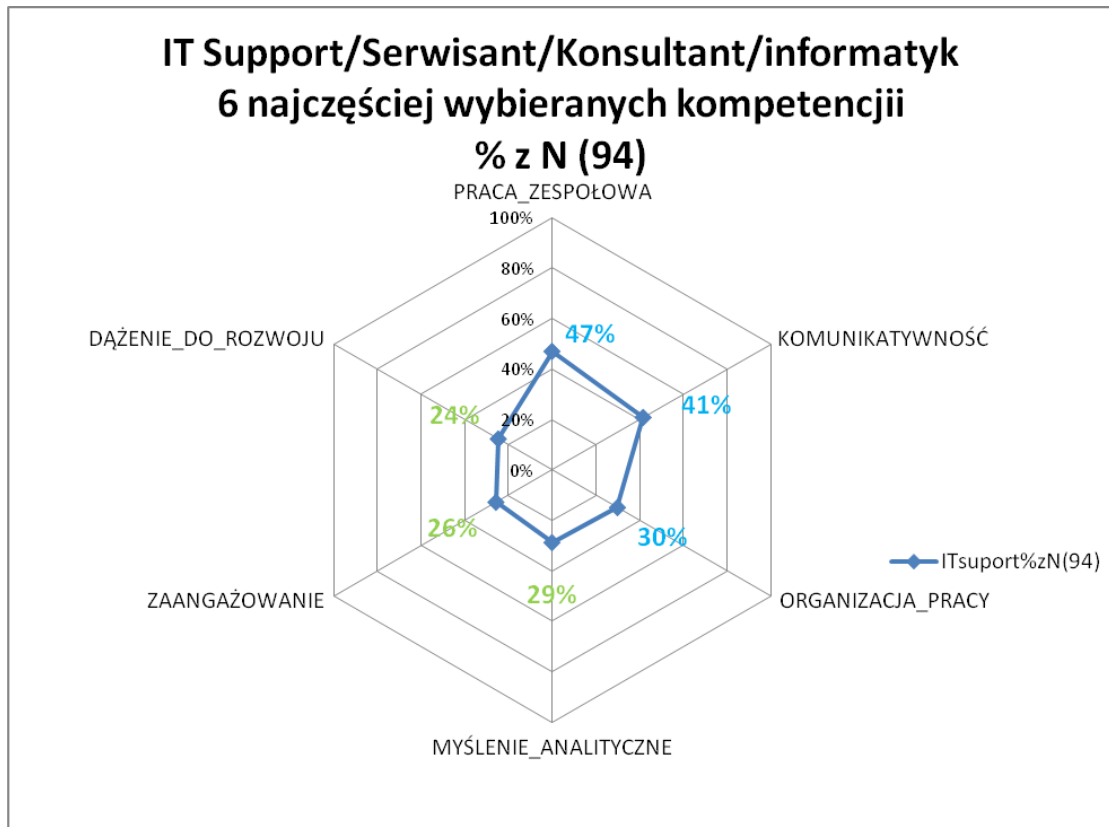 IT Support/Serwisant/Konsultant/informatyk
6 najczęściej wybieranych kompetencjii
% z N (94)
PRACA_ZESPOŁOWA
100%
80%
60%
40%
20%
0%
47%
KOMUNIKATYWNOŚĆ
41%
ORGANIZACJA_PRACY
30%
MYŚLENIE_ANALITYCZNE
29%
ZAANGAŻOWANIE
26%
DĄŻENIE_DO_ROZWOJU
24%
ITsuport%zN(94)